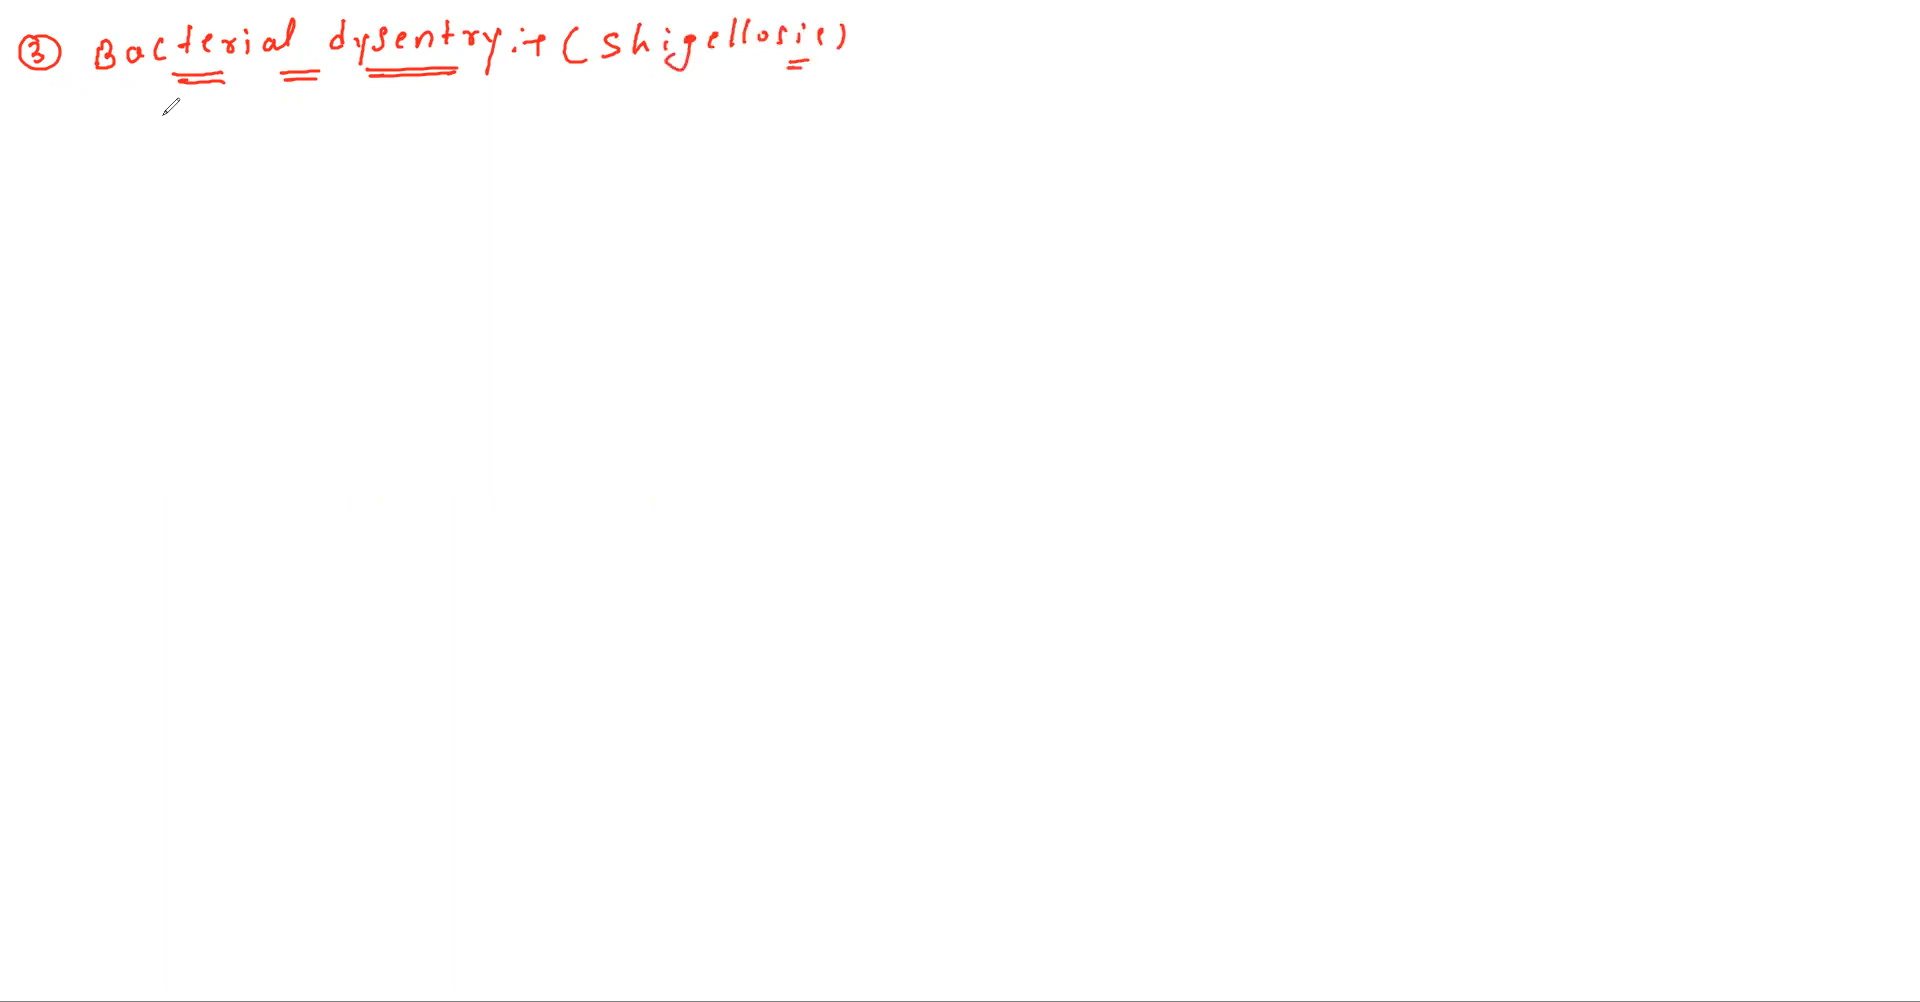 ③ Bacterial dysentry :→ (Shigellosis)